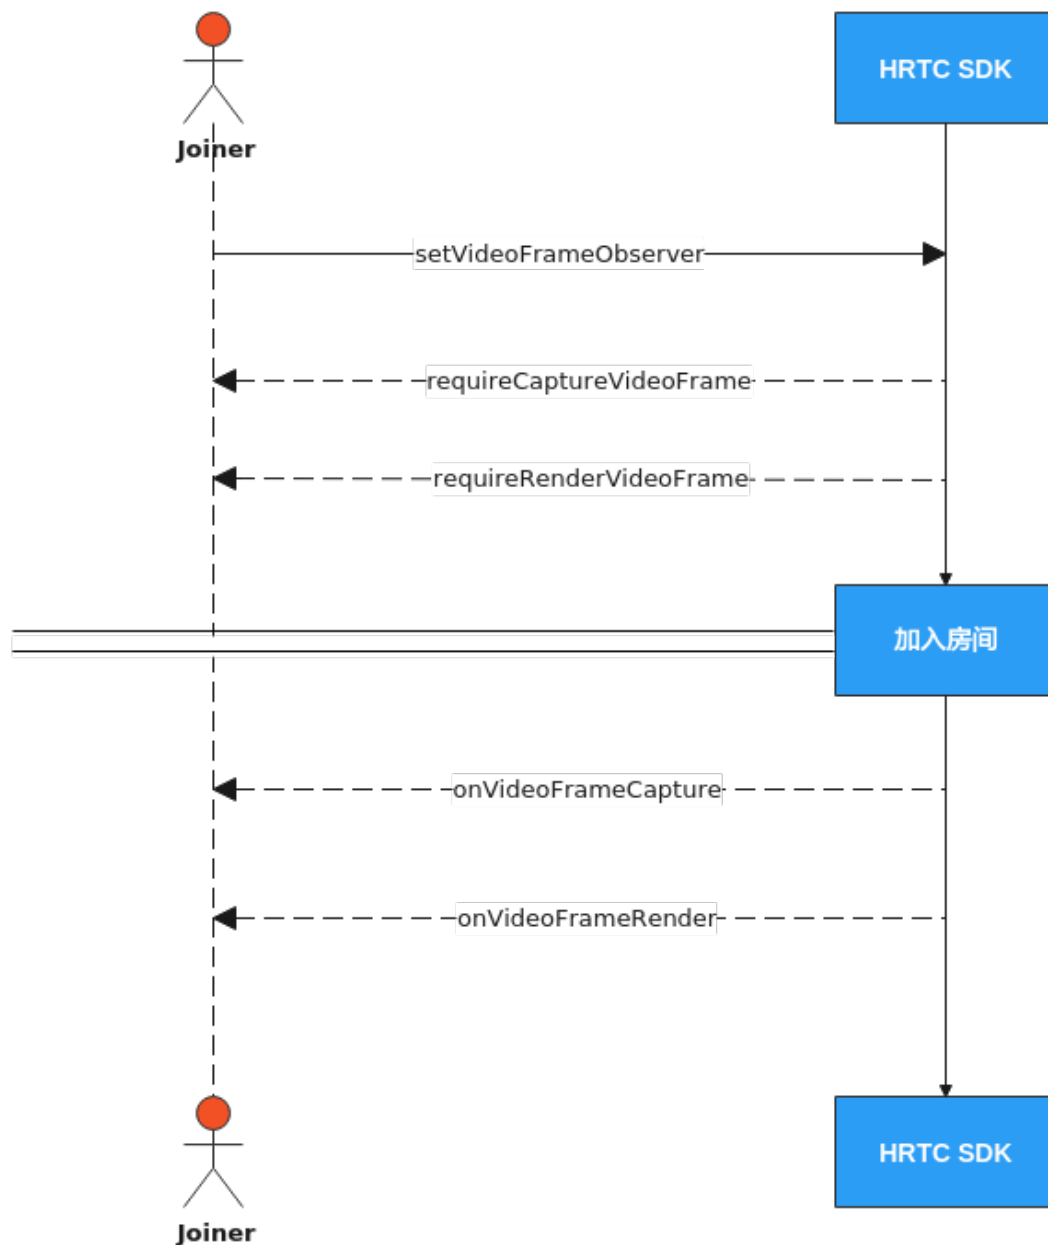 HRTC SDK
Joiner
setVideoFrameObserver
requireCaptureVideoFrame
requireRenderVideoFrame
加入房间
onVideoFrameCapture
onVideoFrameRender
HRTC SDK
Joiner